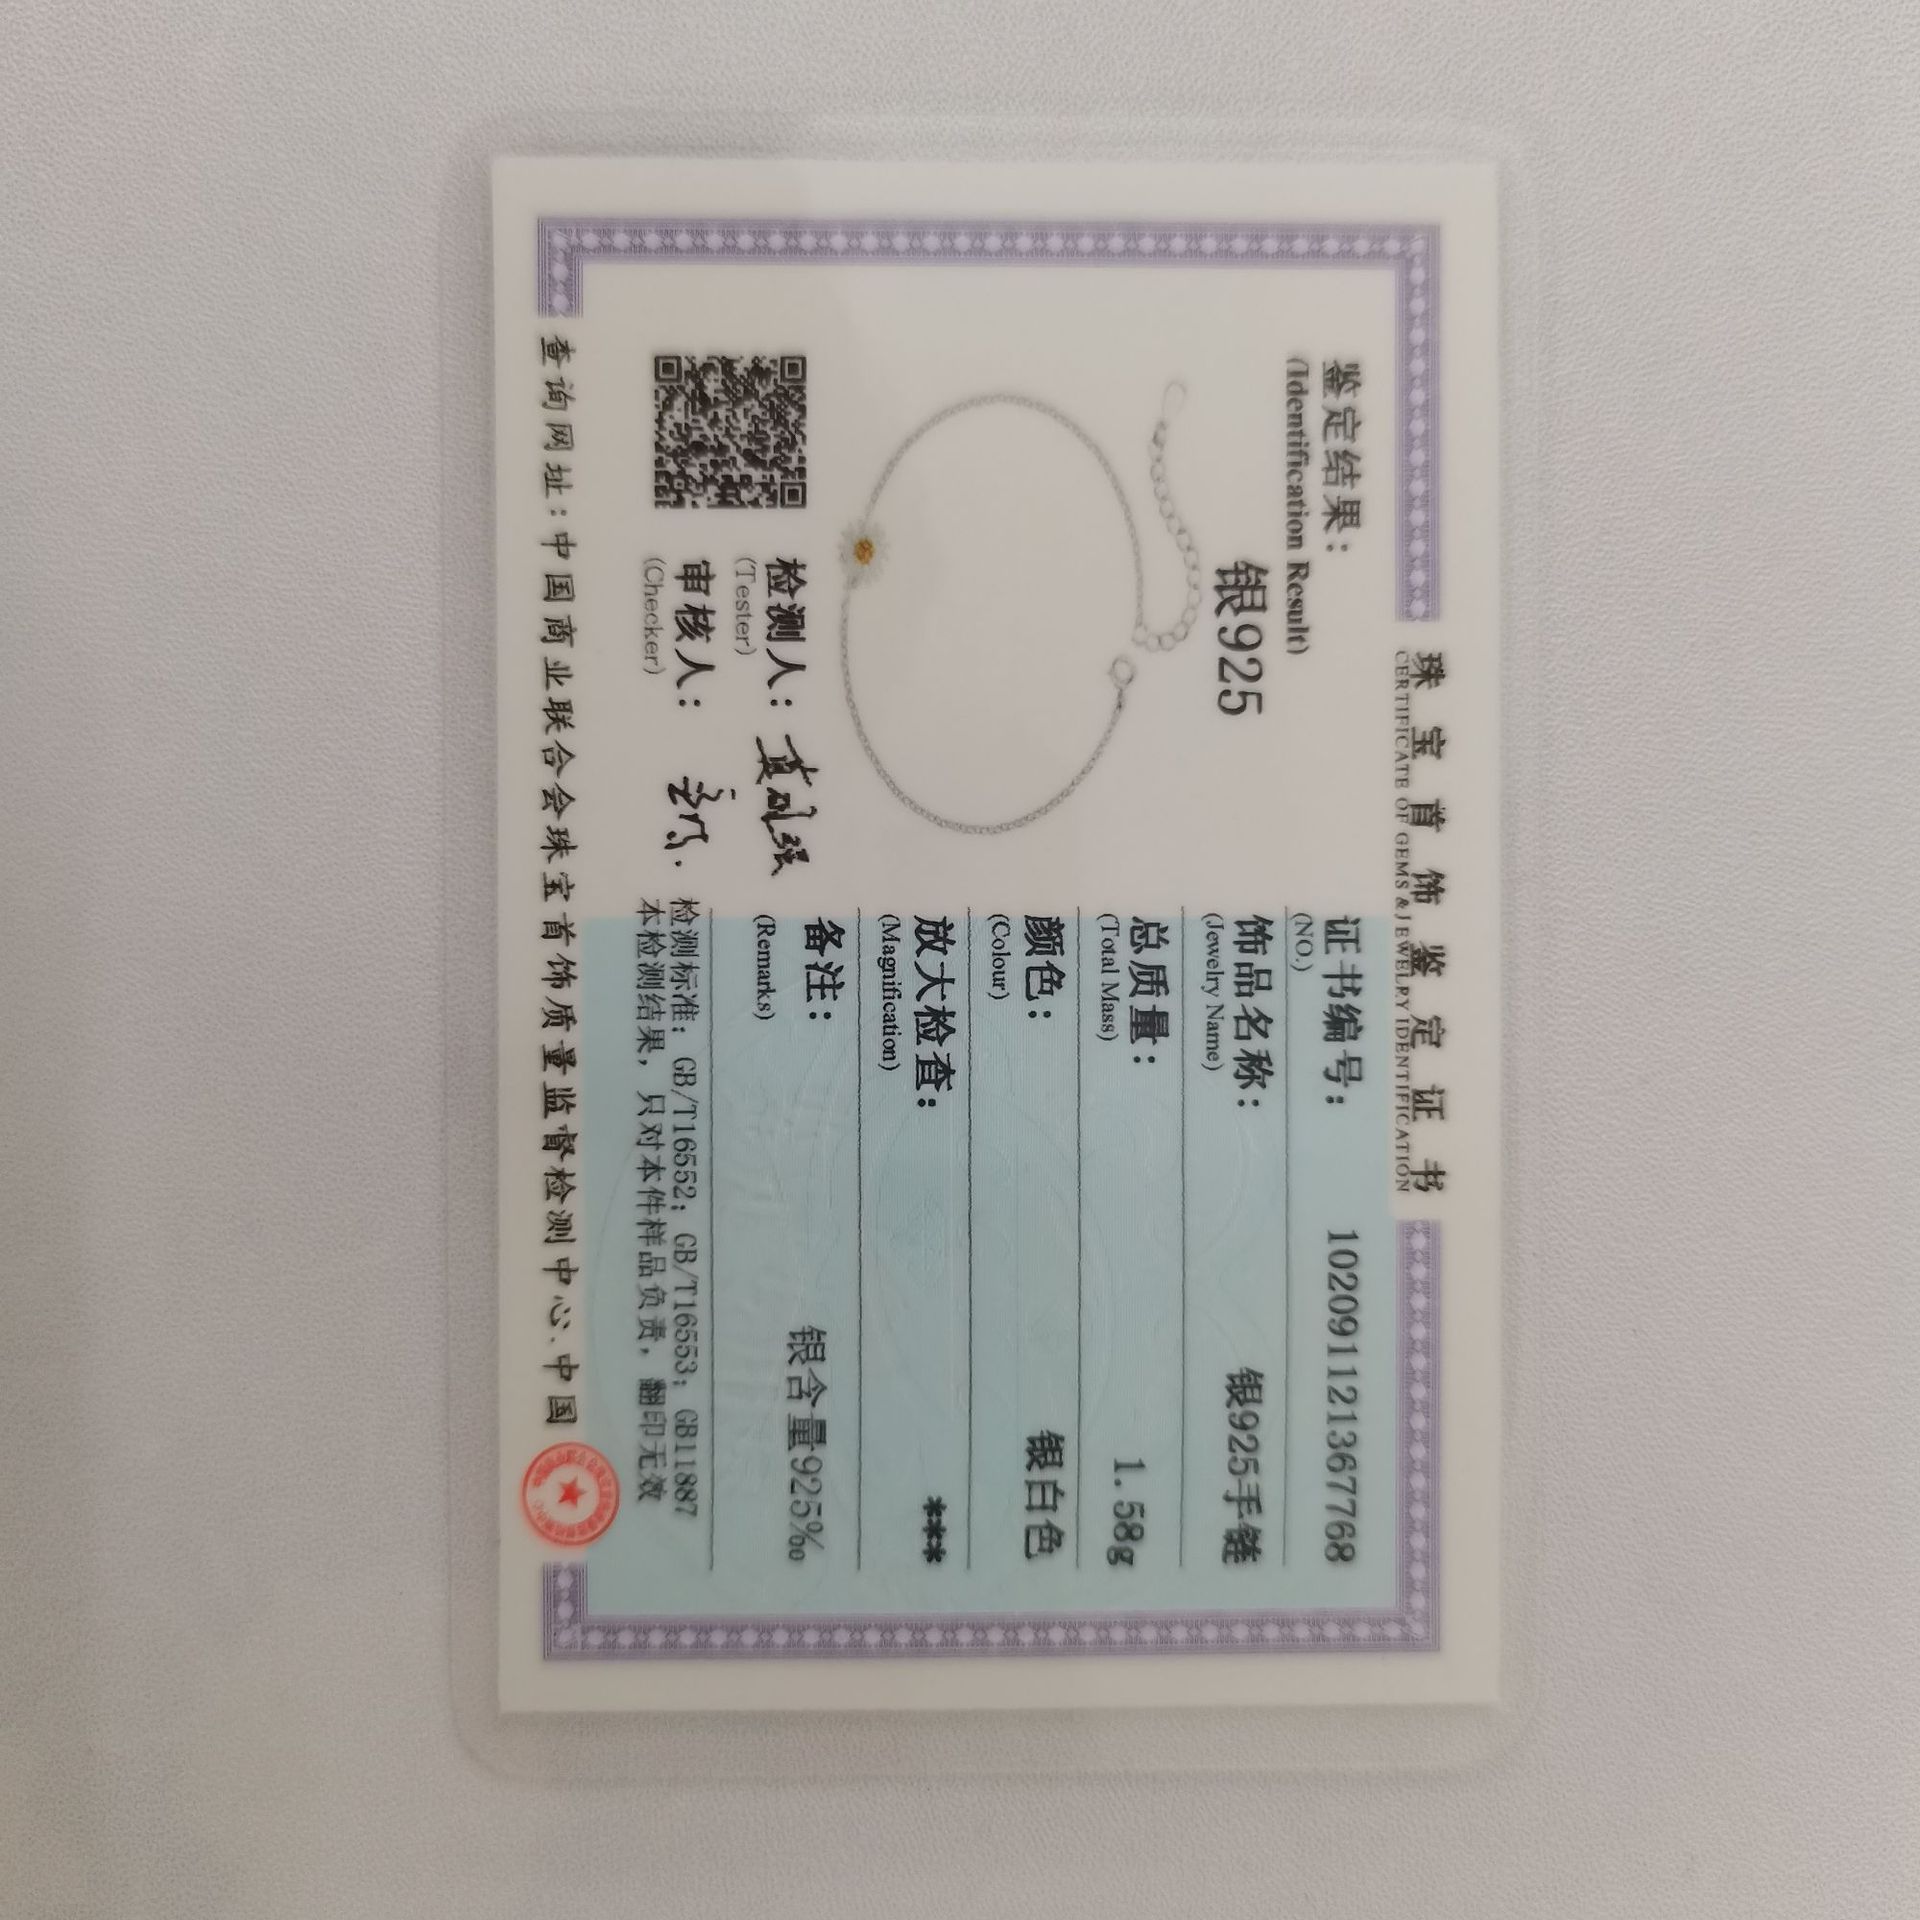 珠宝首饰鉴定证书
CERTIFICATE OF GEMS&JEWELRY IDENTIFICATION
鉴定结果：
(Identification Result)
银925
检测人：
(Tester)
审核人：
(Checker)
证书编号： 1020911121367768
(NO.)
饰品名称： 银925手链
(Jewelry Name)
总质量： 1.58g
(Total Mass)
颜色： 银白色
(Colour)
放大检查： ***
(Magnification)
备注： 银含量925‰
(Remarks)
检测标准：GB/T16552；GB/T16553；GB11887
本检测结果，只对本件样品负责，翻印无效
查询网址：中国商业联合会珠宝首饰质量监督检测中心.中国